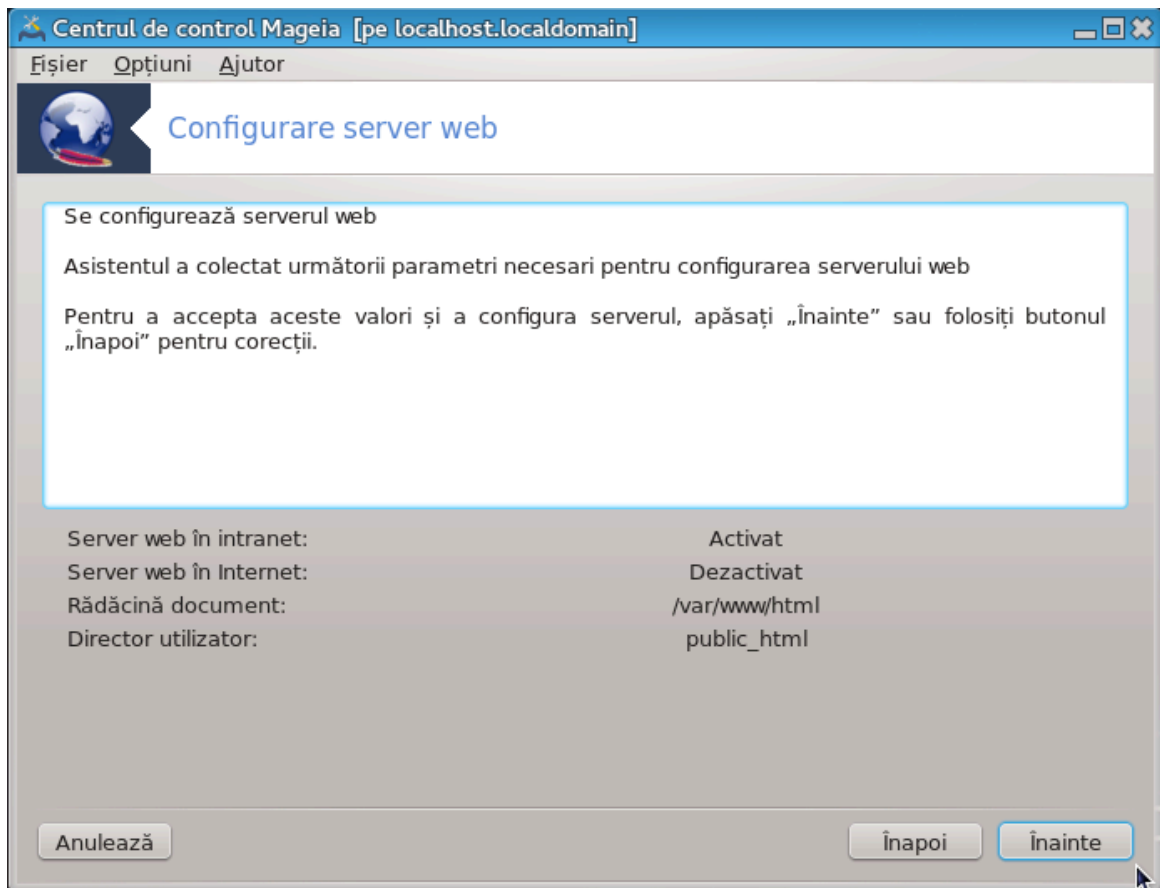 Centrul de control Mageia [pe localhost.localdomain]
Fișier Opțiuni Ajutor
Configurare server web
Se configurează serverul web
Asistentul a colectat următorii parametri necesari pentru configurarea serverului web
Pentru a accepta aceste valori și a configura serverul, apăsați „Înainte” sau folosiți butonul
„Înapoi” pentru corecții.
Server web în intranet: Activat
Server web în Internet: Dezactivat
Rădăcină document: /var/www/html
Director utilizator: public_html
Anulează Înapoi Înainte